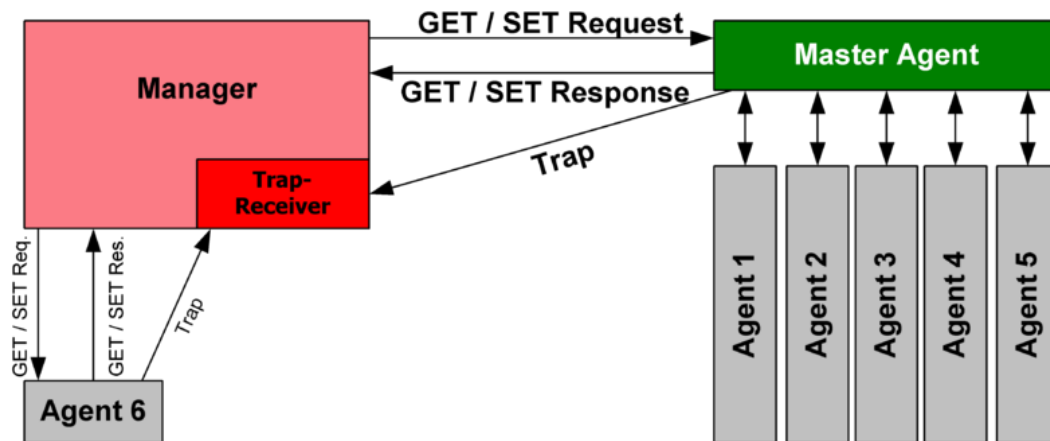 GET / SET Request
Master Agent
Manager
GET / SET Response
Trap
Trap-
Receiver
GET / SET Req.
GET / SET Res.
Trap
Agent 1
Agent 2
Agent 3
Agent 4
Agent 5
Agent 6